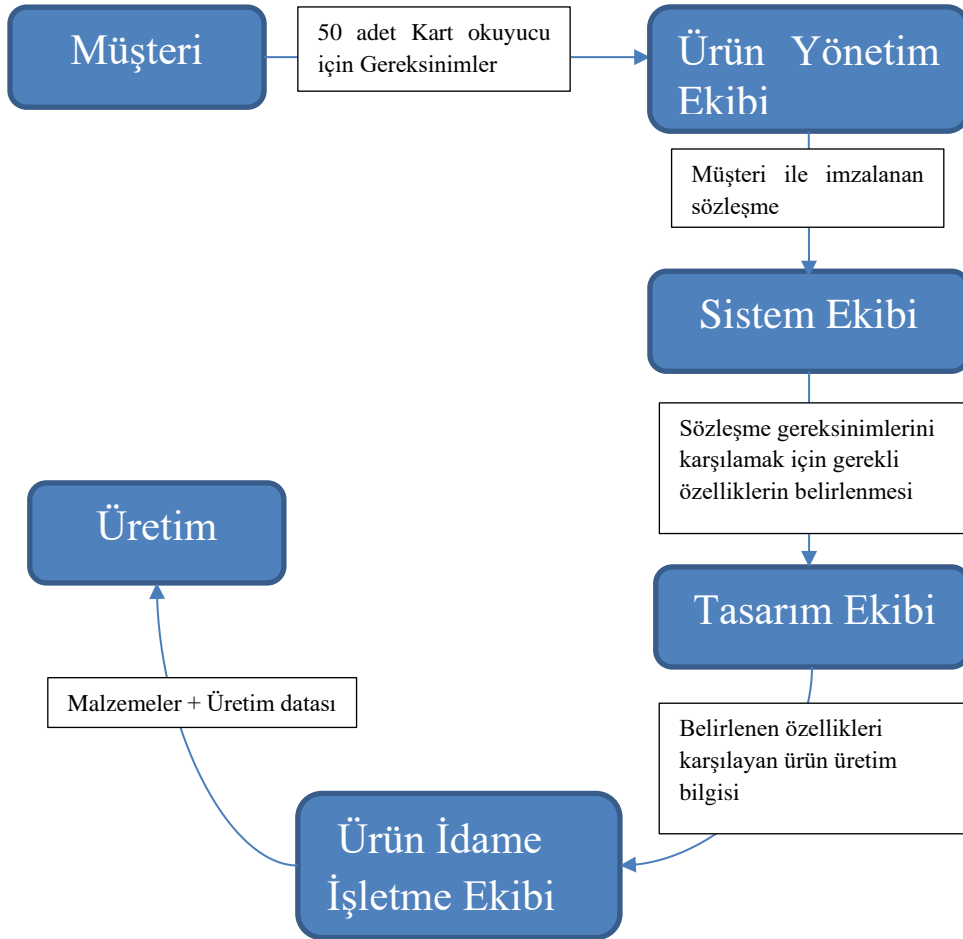 Müşteri
50 adet Kart okuyucu
için Gereksinimler
Ürün Yönetim
Ekibi
Müşteri ile imzalanan
sözleşme
Sistem Ekibi
Sözleşme gereksinimlerini
karşılamak için gerekli
özelliklerin belirlenmesi
Tasarım Ekibi
Belirlenen özellikleri
karşılayan ürün üretim
bilgisi
Ürün İdame
İşletme Ekibi
Malzemeler + Üretim datası
Üretim